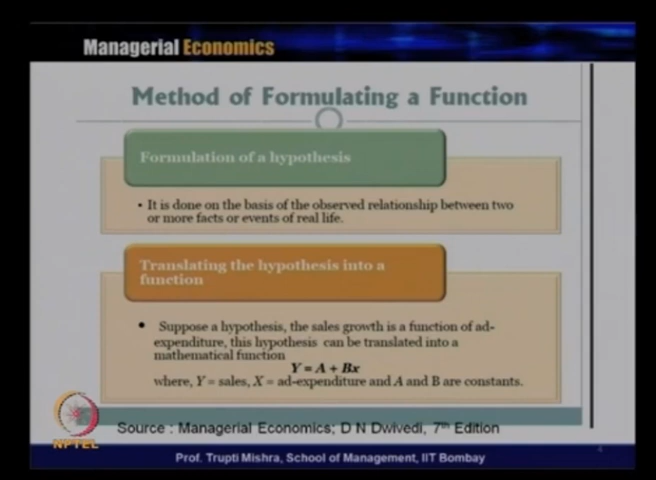 Managerial Economics
Method of Formulating a Function
Formulation of a hypothesis
• It is done on the basis of the observed relationship between two
or more facts or events of real life.
Translating the hypothesis into a
function
• Suppose a hypothesis, the sales growth is a function of ad-
expenditure, this hypothesis can be translated into a
mathematical function
Y = A + Bx
where, Y = sales, X = ad-expenditure and A and B are constants.
Source : Managerial Economics; D N Dwivedi, 7th Edition
NPTEL
Prof. Trupti Mishra, School of Management, IIT Bombay
4